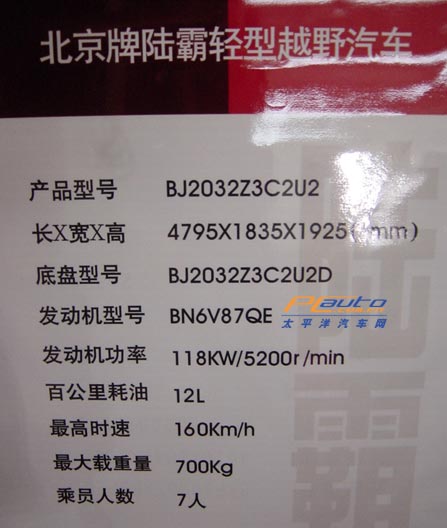 北京牌陆霸轻型越野汽车
产品型号 BJ2032Z3C2U2
长X宽X高 4795X1835X1925(mm)
底盘型号 BJ2032Z3C2U2D
发动机型号 BN6V87QE
PCauto
太平洋汽车网
发动机功率 118KW/5200r/min
百公里耗油 12L
最高时速 160Km/h
最大载重量 700Kg
乘员人数 7人
陆霸